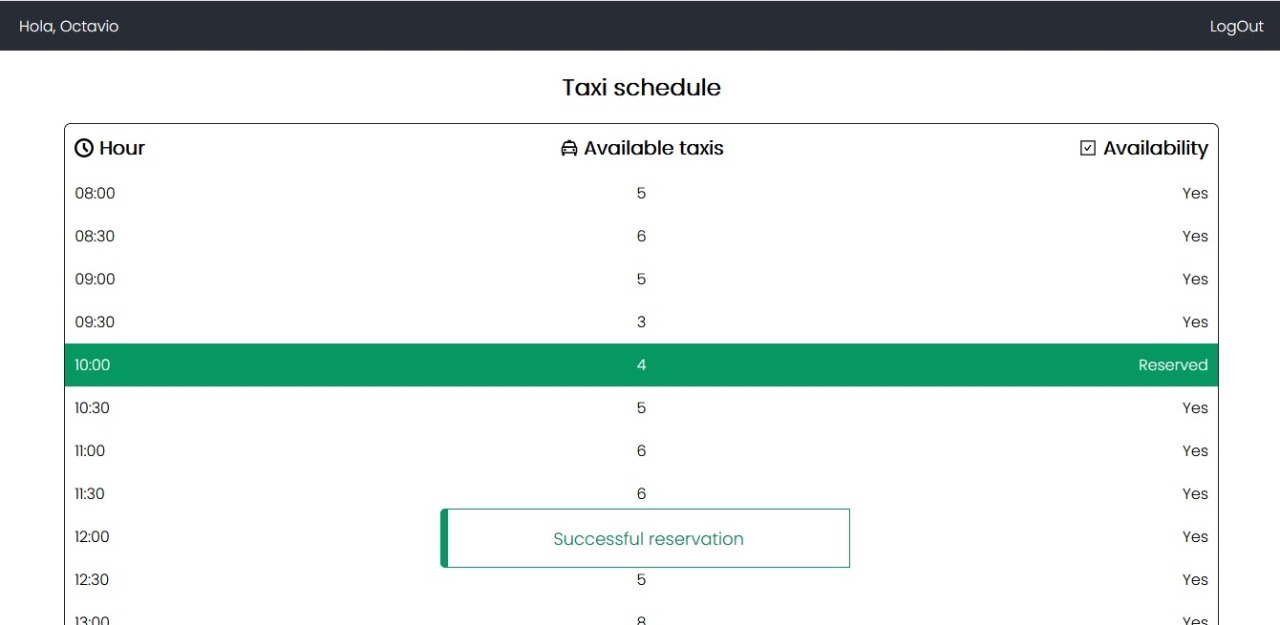 Hola, Octavio LogOut
Taxi schedule
Hour Available taxis Availability
08:00 5 Yes
08:30 6 Yes
09:00 5 Yes
09:30 3 Yes
10:00 4 Reserved
10:30 5 Yes
11:00 6 Yes
11:30 6 Yes
12:00 Yes
Successful reservation
12:30 5 Yes
13:00 8 Yes